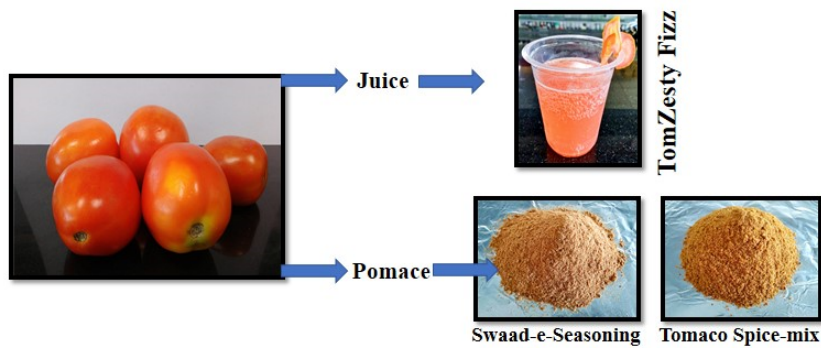 Juice
TomZesty Fizz
Pomace
Swaad-e-Seasoning
Tomaco Spice-mix